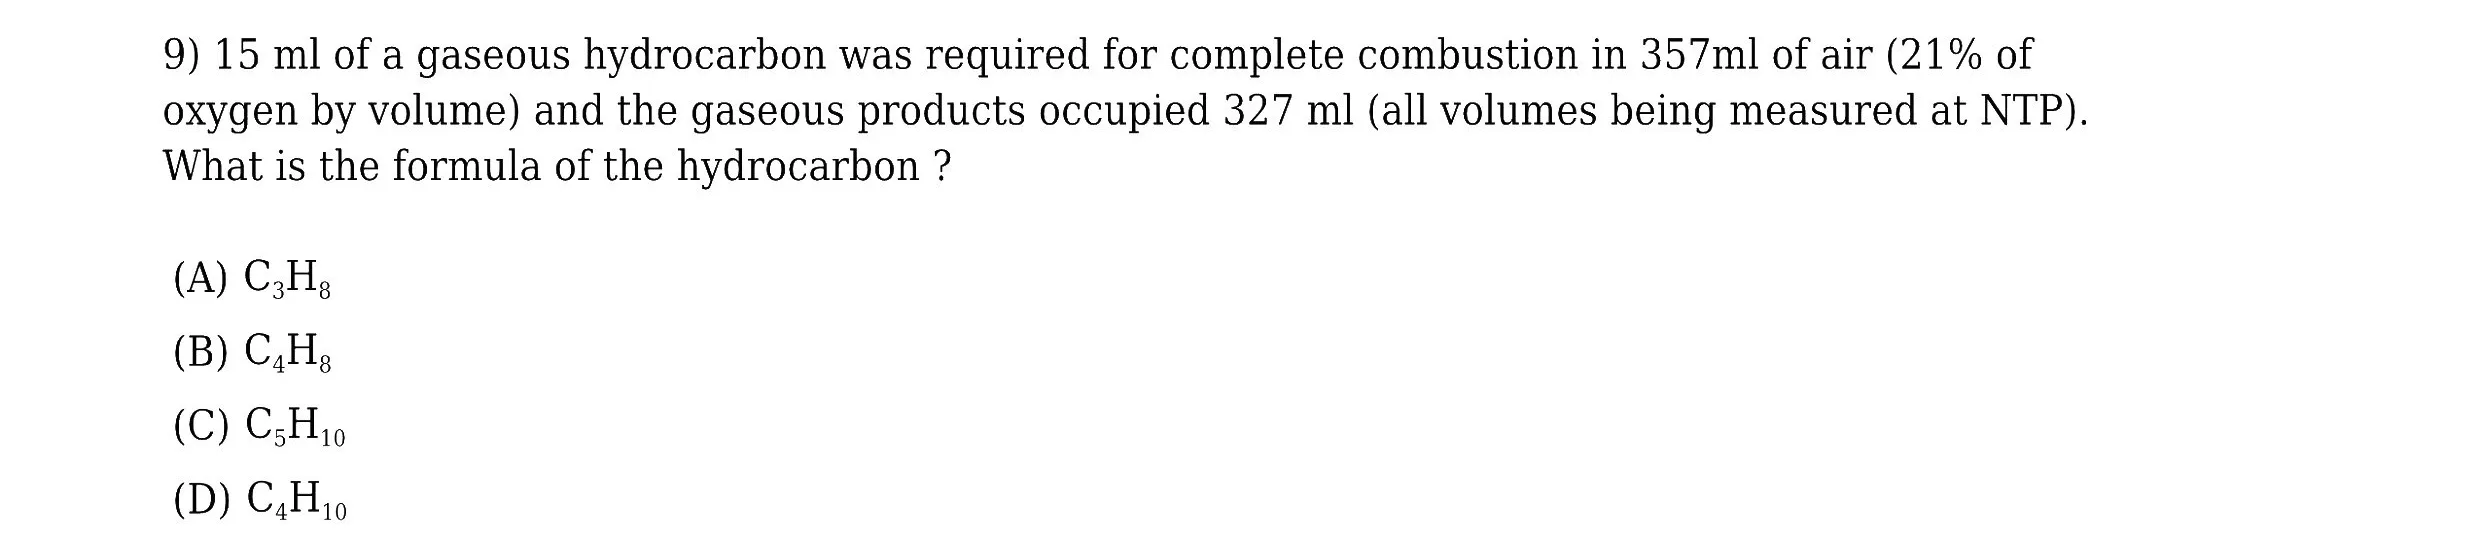 9) 15 ml of a gaseous hydrocarbon was required for complete combustion in 357ml of air (21% of
oxygen by volume) and the gaseous products occupied 327 ml (all volumes being measured at NTP).
What is the formula of the hydrocarbon ?
(A) C₃H₈
(B) C₄H₈
(C) C₅H₁₀
(D) C₄H₁₀